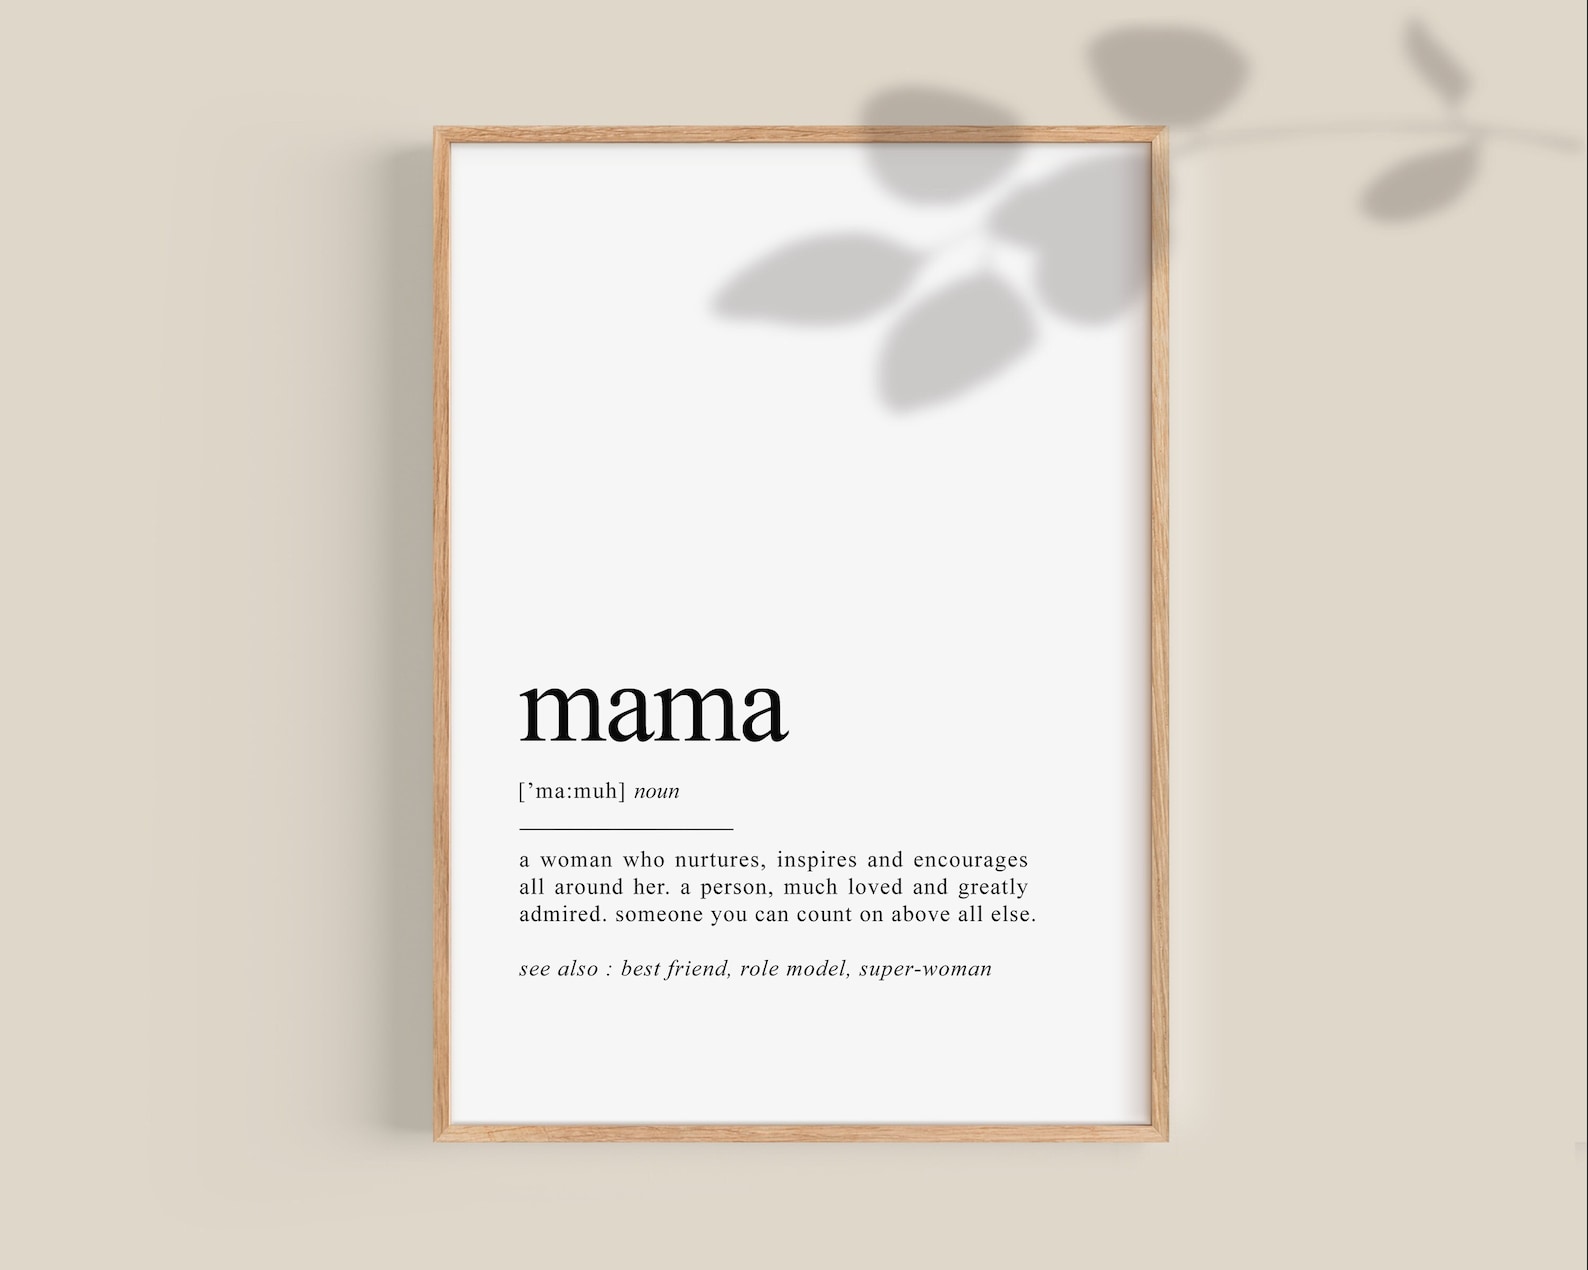 mama
[’ma:muh] noun
a woman who nurtures, inspires and encourages
all around her. a person, much loved and greatly
admired. someone you can count on above all else.
see also : best friend, role model, super-woman